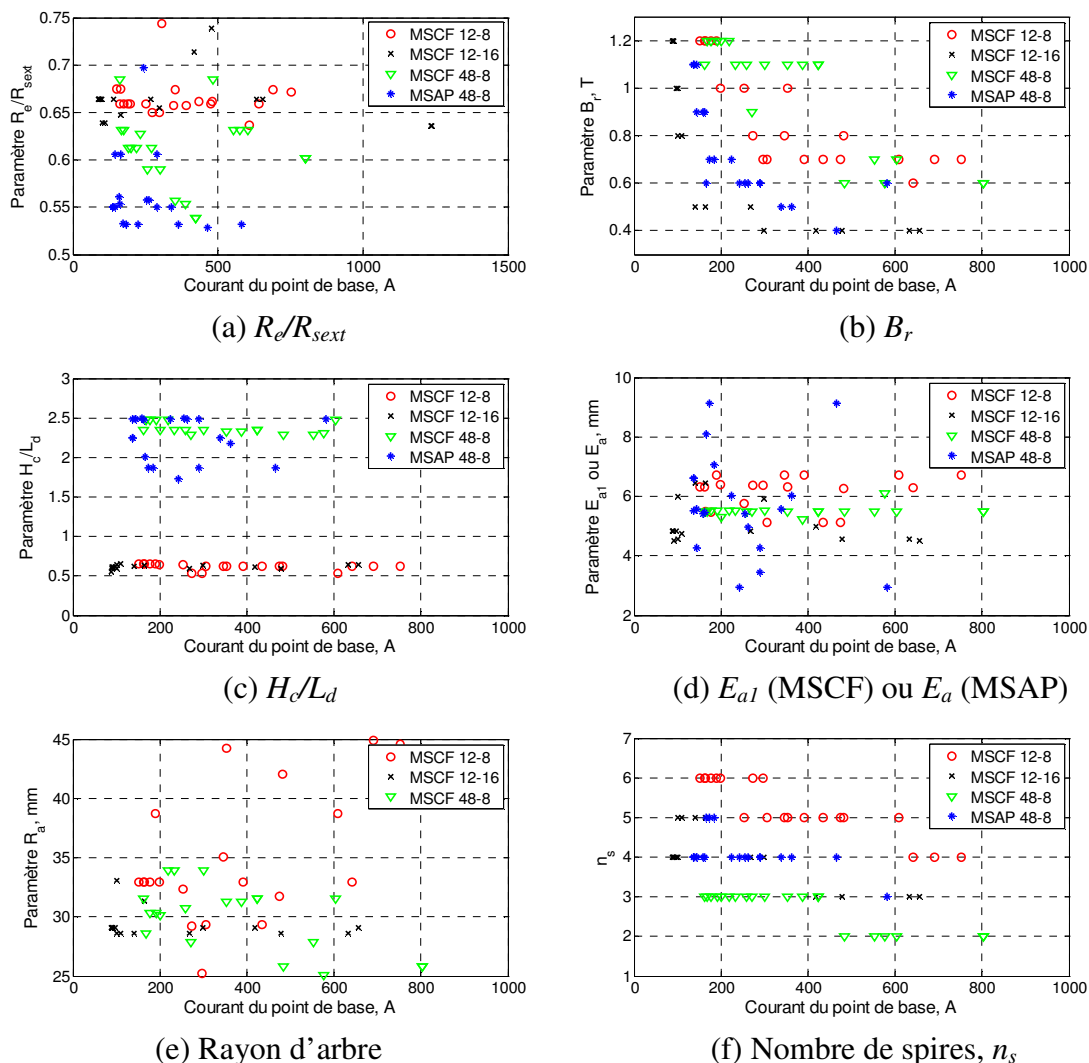 0.75
0.7
0.65
0.6
0.55
0.5
Paramètre R_e/R_sext
0 500 1000 1500
Courant du point de base, A
MSCF 12-8
MSCF 12-16
MSCF 48-8
MSAP 48-8
(a) R_e/R_sext
1.2
1
0.8
0.6
0.4
Paramètre B_r, T
0 200 400 600 800 1000
Courant du point de base, A
MSCF 12-8
MSCF 12-16
MSCF 48-8
MSAP 48-8
(b) B_r
3
2.5
2
1.5
1
0.5
0
Paramètre H_c/L_d
0 200 400 600 800 1000
Courant du point de base, A
MSCF 12-8
MSCF 12-16
MSCF 48-8
MSAP 48-8
(c) H_c/L_d
10
8
6
4
2
Paramètre E_a1 ou E_a, mm
0 200 400 600 800 1000
Courant du point de base, A
MSCF 12-8
MSCF 12-16
MSCF 48-8
MSAP 48-8
(d) E_a1 (MSCF) ou E_a (MSAP)
45
40
35
30
25
Paramètre R_a, mm
0 200 400 600 800 1000
Courant du point de base, A
MSCF 12-8
MSCF 12-16
MSCF 48-8
(e) Rayon d'arbre
7
6
5
4
3
2
1
n_s
0 200 400 600 800 1000
Courant du point de base, A
MSCF 12-8
MSCF 12-16
MSCF 48-8
MSAP 48-8
(f) Nombre de spires, n_s